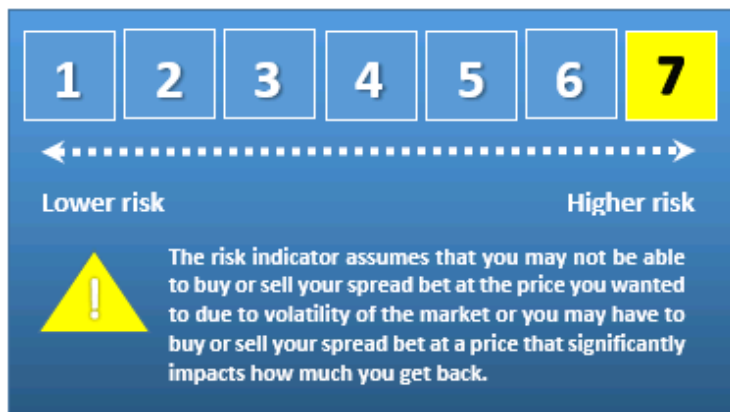 1 2 3 4 5 6 7
Lower risk Higher risk
!
The risk indicator assumes that you may not be able
to buy or sell your spread bet at the price you wanted
to due to volatility of the market or you may have to
buy or sell your spread bet at a price that significantly
impacts how much you get back.